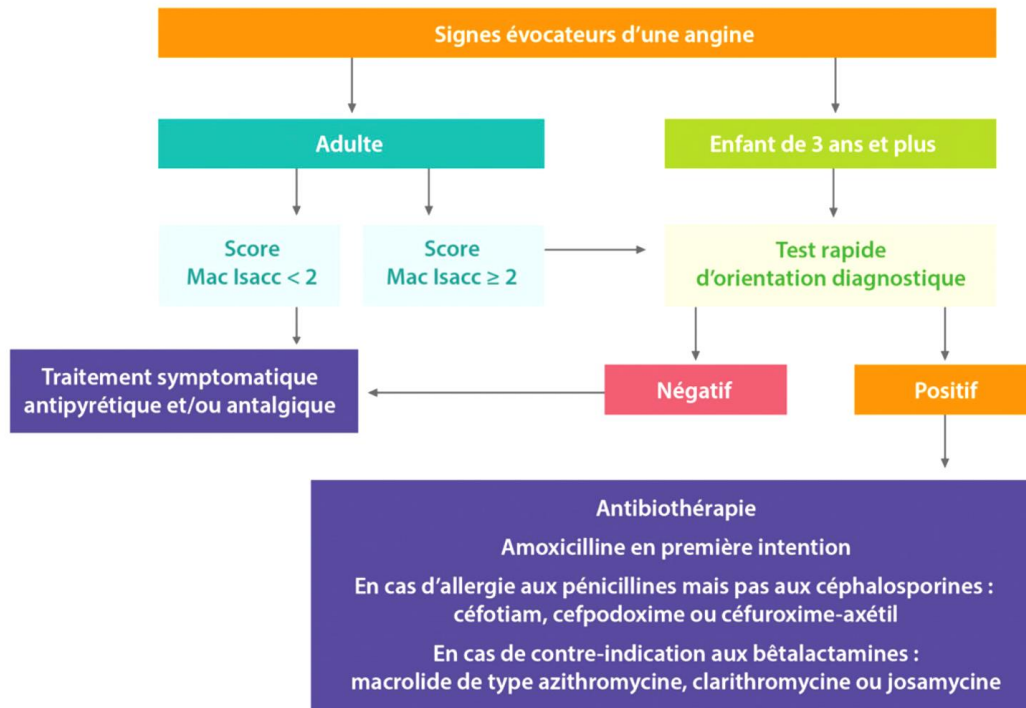 Signes évocateurs d’une angine
Adulte
Enfant de 3 ans et plus
Score
Mac Isacc < 2
Score
Mac Isacc ≥ 2
Test rapide
d’orientation diagnostique
Traitement symptomatique
antipyrétique et/ou antalgique
Négatif
Positif
Antibiothérapie
Amoxicilline en première intention
En cas d’allergie aux pénicillines mais pas aux céphalosporines :
céfotiam, cefpodoxime ou céfuroxime-axétil
En cas de contre-indication aux bêtalactamines :
macrolide de type azithromycine, clarithromycine ou josamycine